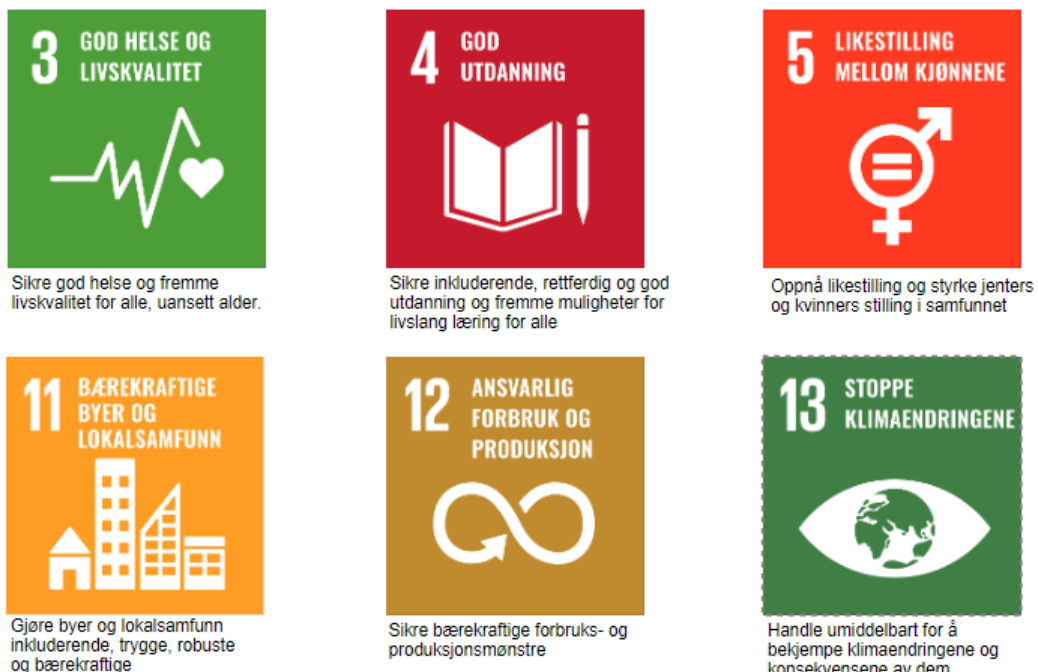 3 GOD HELSE OG
LIVSKVALITET
Sikre god helse og fremme
livskvalitet for alle, uansett alder.
4 GOD
UTDANNING
Sikre inkluderende, rettferdig og god
utdanning og fremme muligheter for
livslang læring for alle
5 LIKESTILLING
MELLOM KJØNNENE
Oppnå likestilling og styrke jenters
og kvinners stilling i samfunnet
11 BÆREKRAFTIGE
BYER OG
LOKALSAMFUNN
Gjøre byer og lokalsamfunn
inkluderende, trygge, robuste
og bærekraftige
12 ANSVARLIG
FORBRUK OG
PRODUKSJON
Sikre bærekraftige forbruks- og
produksjonsmønstre
13 STOPPE
KLIMAENDRINGENE
Handle umiddelbart for å
bekjempe klimaendringene og
konsekvensene av dem